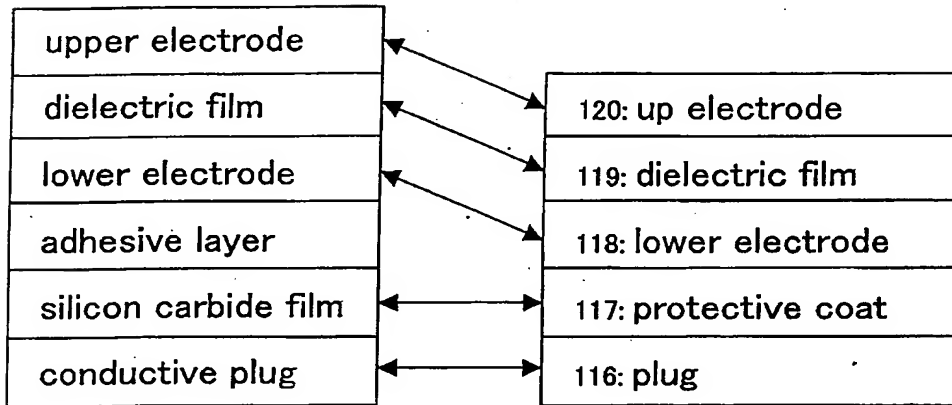 upper electrode
dielectric film
lower electrode
adhesive layer
silicon carbide film
conductive plug
120: up electrode
119: dielectric film
118: lower electrode
117: protective coat
116: plug